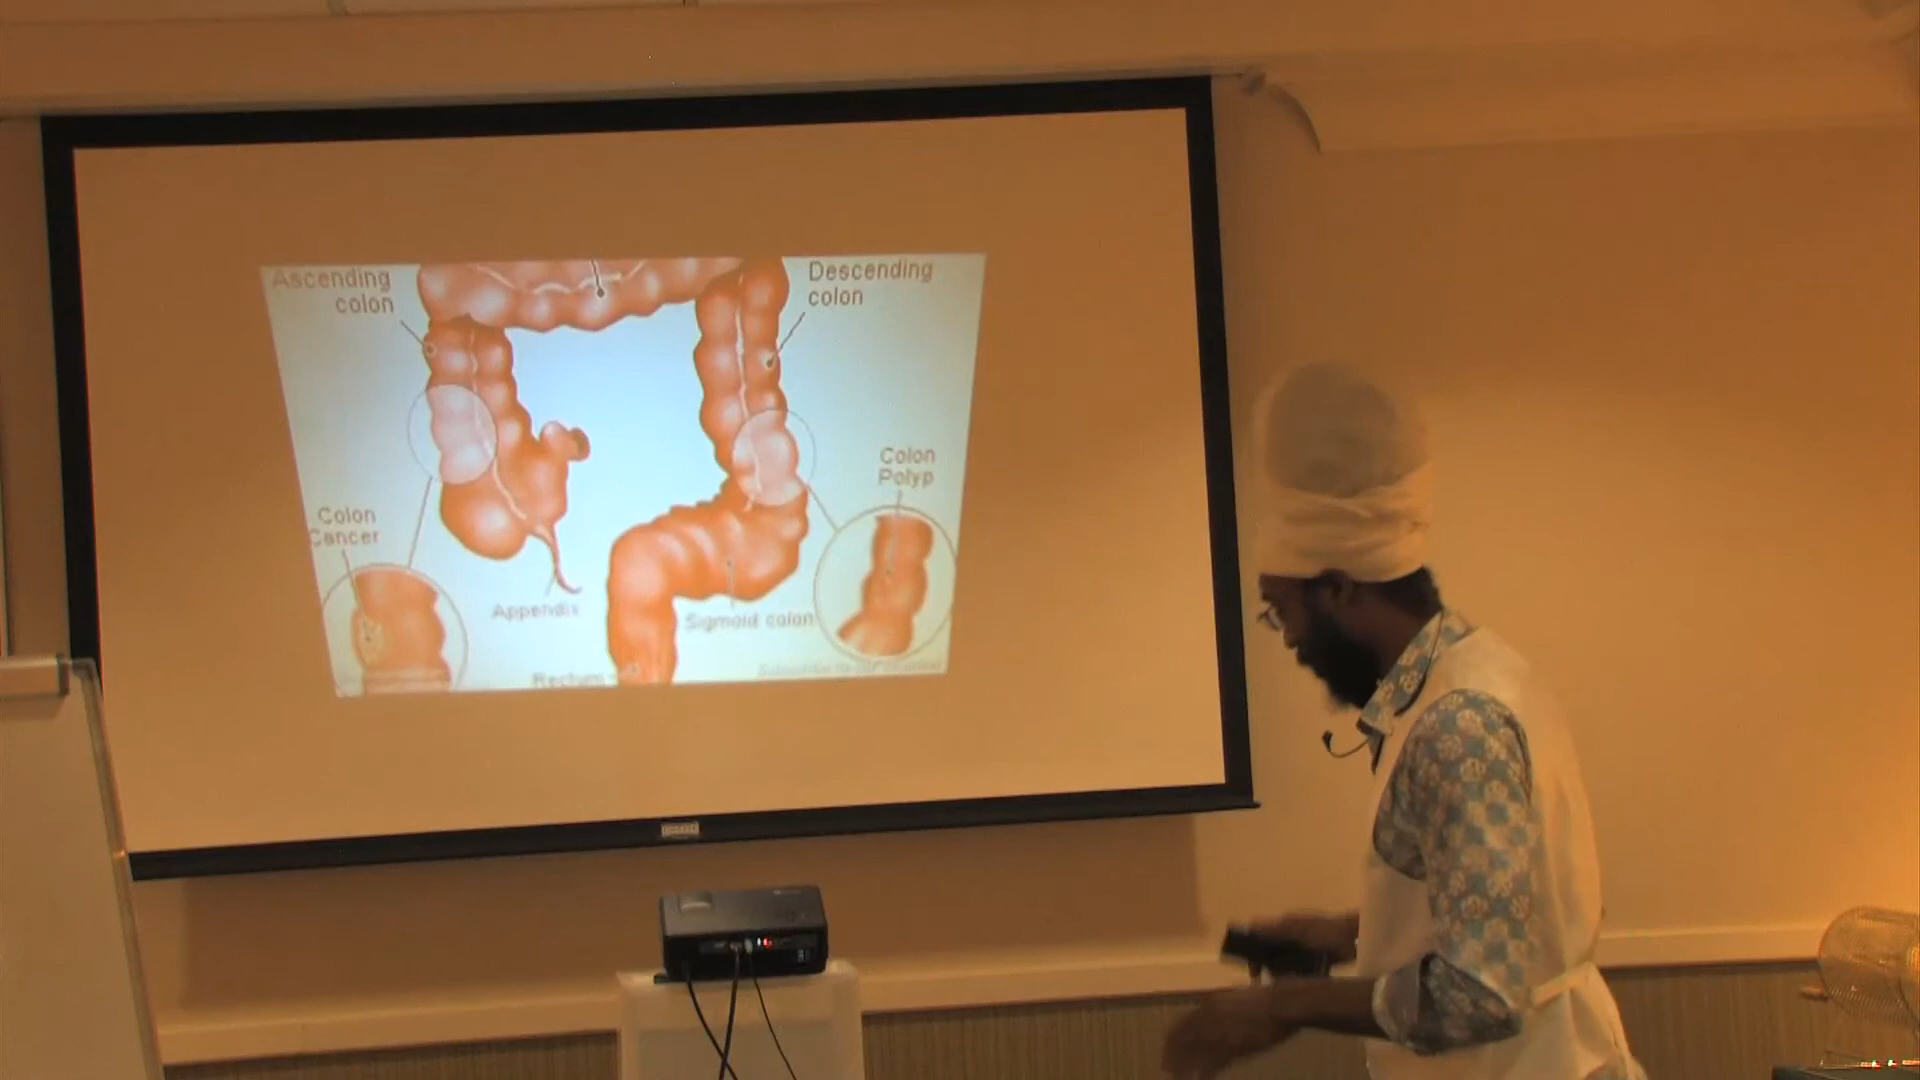 Ascending
colon
Descending
colon
Colon
Polyp
Colon
Cancer
Appendix
Sigmoid colon
Rectum